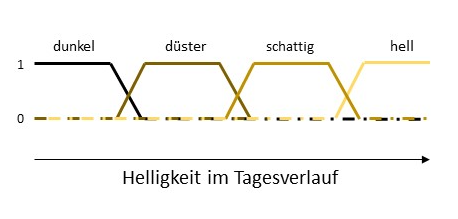 dunkel düster schattig hell
1
0
Helligkeit im Tagesverlauf